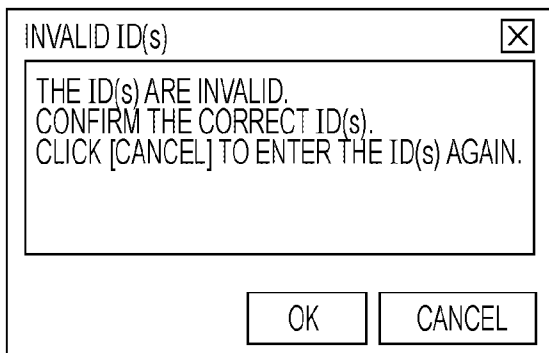 INVALID ID(s)
THE ID(s) ARE INVALID.
CONFIRM THE CORRECT ID(s).
CLICK [CANCEL] TO ENTER THE ID(s) AGAIN.
OK CANCEL